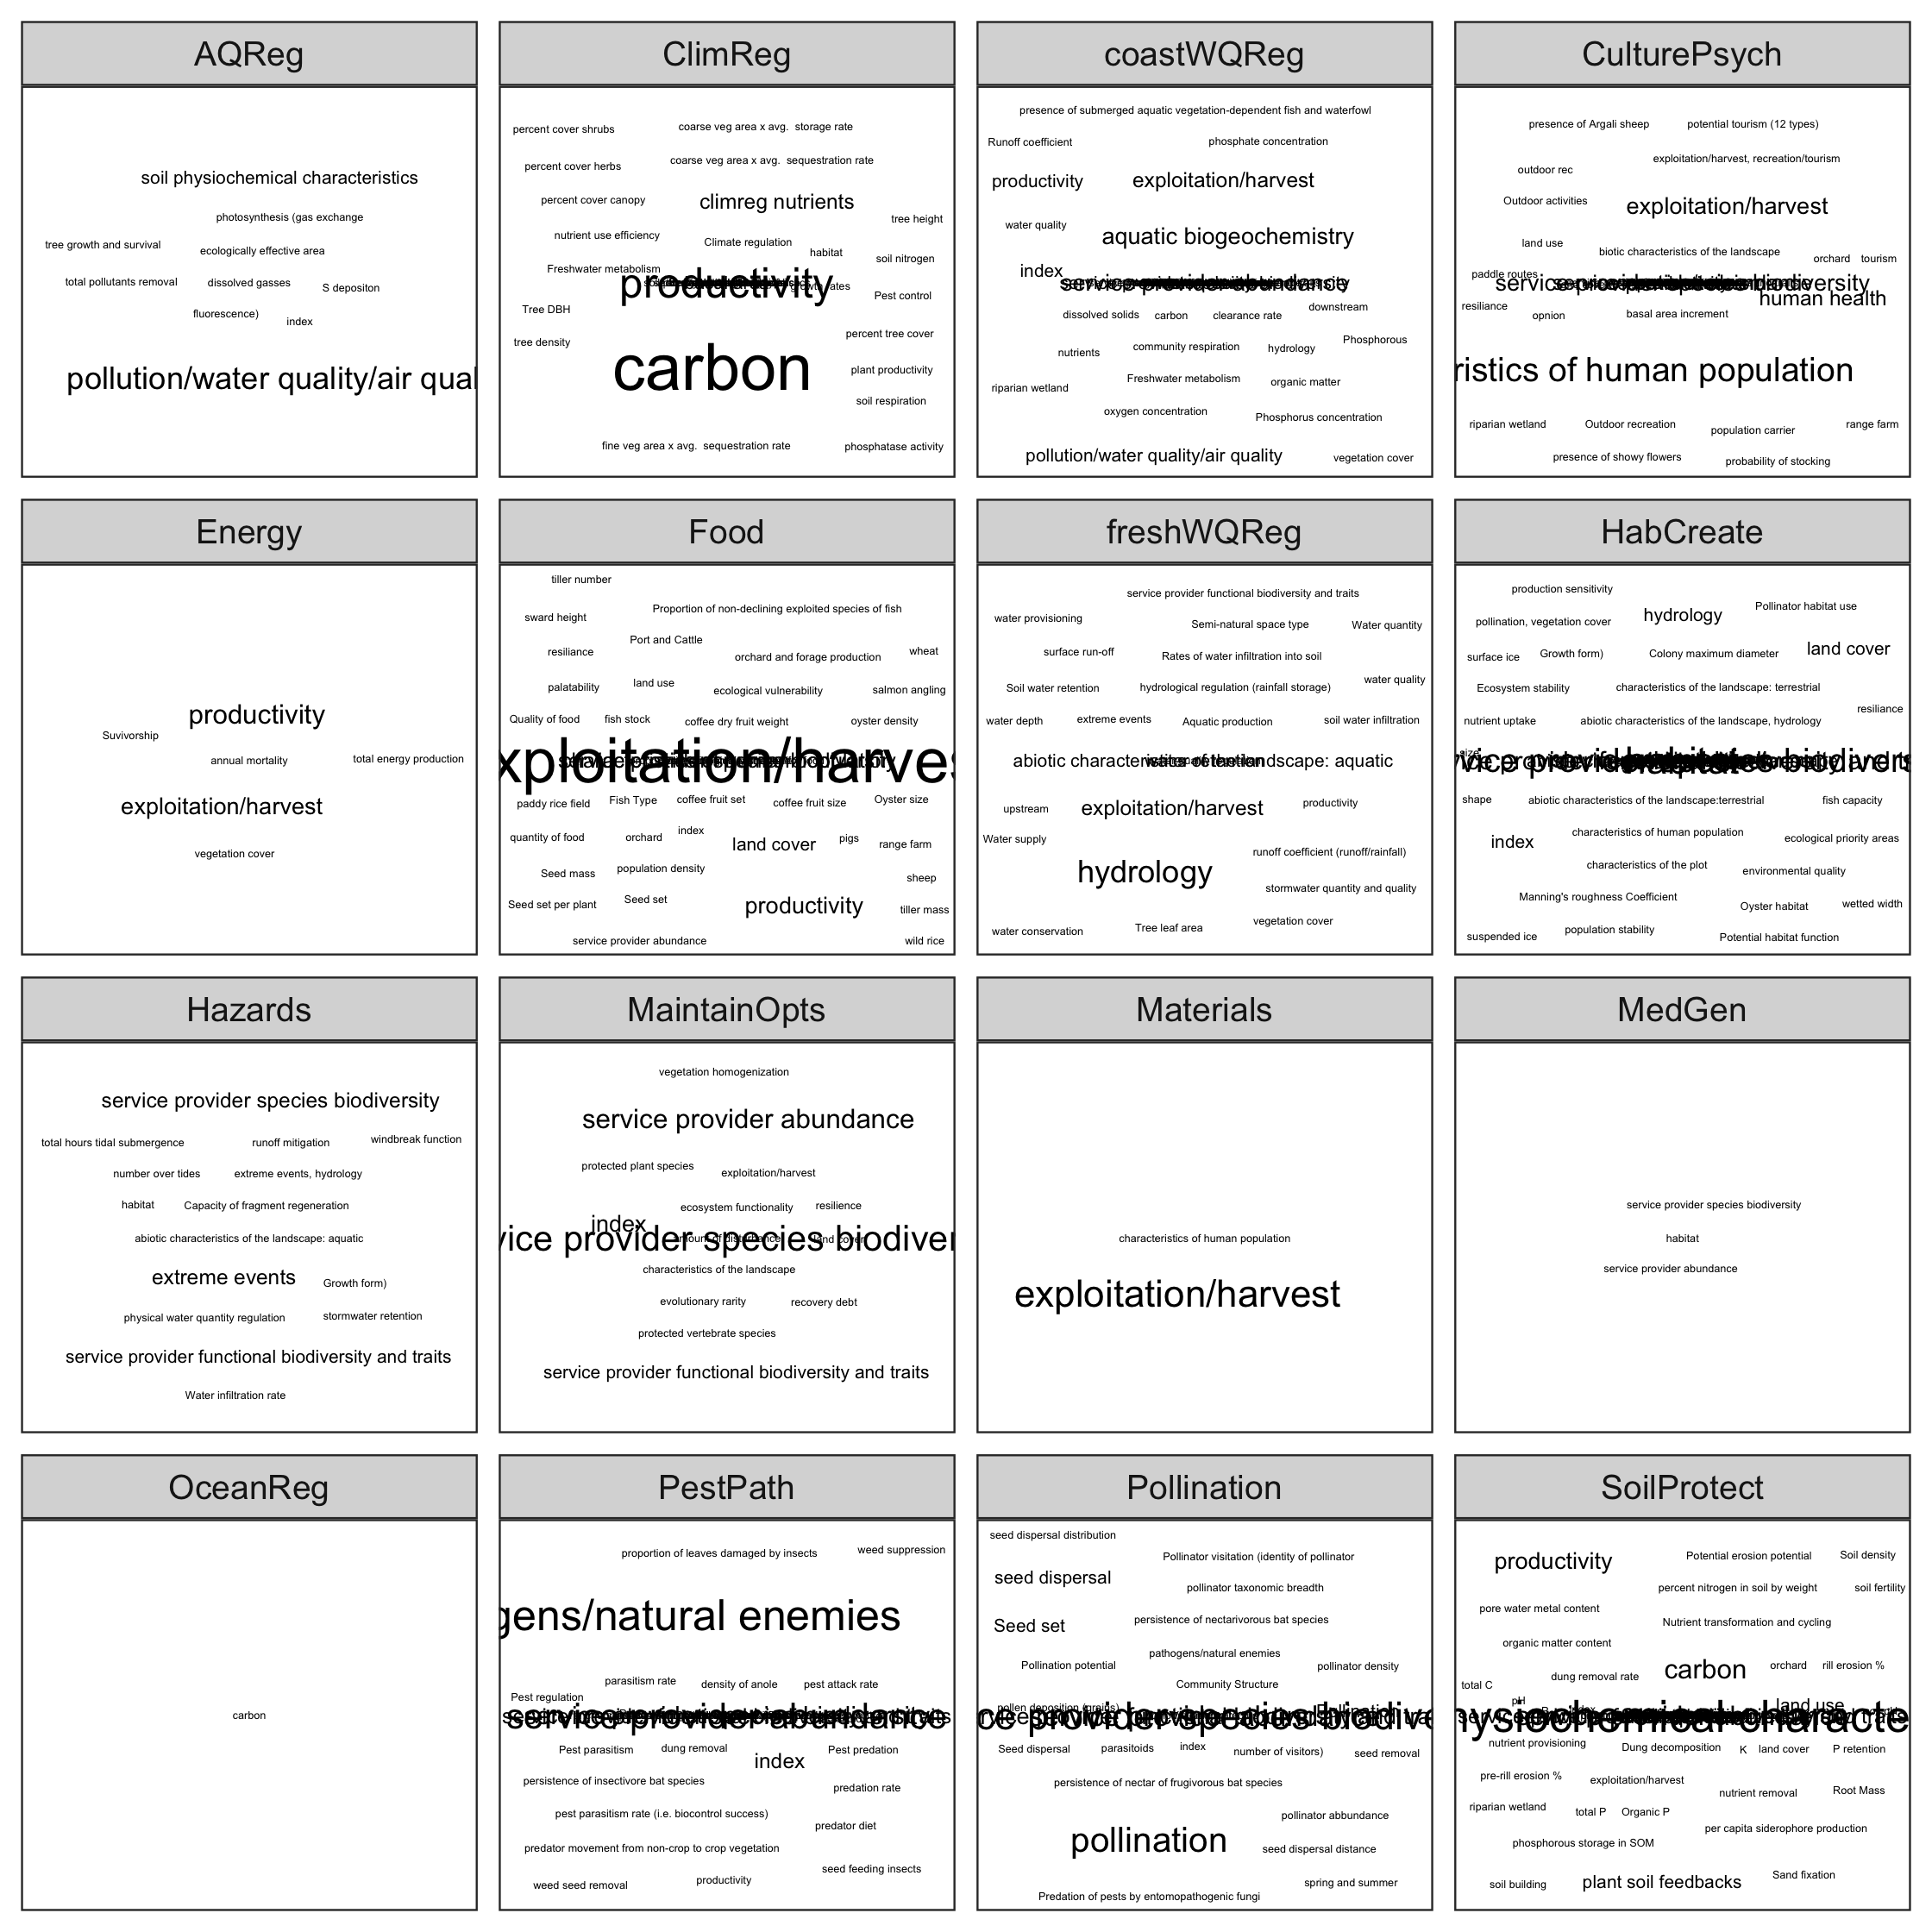 AQReg
soil physiochemical characteristics
photosynthesis (gas exchange
tree growth and survival
ecologically effective area
total pollutants removal
dissolved gasses
S depositon
fluorescence)
index
pollution/water quality/air qual
ClimReg
percent cover shrubs
coarse veg area x avg.  storage rate
percent cover herbs
coarse veg area x avg.  sequestration rate
percent cover canopy
climreg nutrients
tree height
nutrient use efficiency
Climate regulation
habitat
soil nitrogen
Freshwater metabolism
productivity
Pest control
Tree DBH
percent tree cover
tree density
carbon
plant productivity
soil respiration
fine veg area x avg.  sequestration rate
phosphatase activity
coastWQReg
presence of submerged aquatic vegetation-dependent fish and waterfowl
Runoff coefficient
phosphate concentration
productivity
exploitation/harvest
water quality
aquatic biogeochemistry
index
service provider abundance
dissolved solids
carbon
clearance rate
downstream
nutrients
community respiration
hydrology
Phosphorous
riparian wetland
Freshwater metabolism
organic matter
oxygen concentration
Phosphorus concentration
pollution/water quality/air quality
vegetation cover
CulturePsych
presence of Argali sheep
potential tourism (12 types)
outdoor rec
exploitation/harvest, recreation/tourism
Outdoor activities
exploitation/harvest
land use
biotic characteristics of the landscape
orchard
tourism
paddle routes
service provider species biodiversity
human health
resiliance
opnion
basal area increment
ristics of human population
riparian wetland
Outdoor recreation
population carrier
range farm
presence of showy flowers
probability of stocking
Energy
productivity
Suvivorship
annual mortality
total energy production
exploitation/harvest
vegetation cover
Food
tiller number
sward height
Proportion of non-declining exploited species of fish
Port and Cattle
resiliance
orchard and forage production
wheat
palatability
land use
ecological vulnerability
salmon angling
Quality of food
fish stock
coffee dry fruit weight
oyster density
xploitation/harves
paddy rice field
Fish Type
coffee fruit set
coffee fruit size
Oyster size
quantity of food
orchard
index
land cover
pigs
range farm
Seed mass
population density
sheep
Seed set per plant
Seed set
productivity
tiller mass
service provider abundance
wild rice
freshWQReg
service provider functional biodiversity and traits
water provisioning
Semi-natural space type
Water quantity
surface run-off
Rates of water infiltration into soil
Soil water retention
hydrological regulation (rainfall storage)
water quality
water depth
extreme events
Aquatic production
soil water infiltration
abiotic characteristics of the landscape: aquatic
upstream
exploitation/harvest
productivity
Water supply
hydrology
runoff coefficient (runoff/rainfall)
stormwater quantity and quality
water conservation
Tree leaf area
vegetation cover
HabCreate
production sensitivity
hydrology
Pollinator habitat use
pollination, vegetation cover
land cover
surface ice
Growth form)
Colony maximum diameter
Ecosystem stability
characteristics of the landscape: terrestrial
resiliance
nutrient uptake
abiotic characteristics of the landscape, hydrology
size
habitat
shape
abiotic characteristics of the landscape:terrestrial
fish capacity
index
characteristics of human population
ecological priority areas
characteristics of the plot
environmental quality
Manning's roughness Coefficient
Oyster habitat
wetted width
suspended ice
population stability
Potential habitat function
Hazards
service provider species biodiversity
total hours tidal submergence
runoff mitigation
windbreak function
number over tides
extreme events, hydrology
habitat
Capacity of fragment regeneration
abiotic characteristics of the landscape: aquatic
extreme events
Growth form)
physical water quantity regulation
stormwater retention
service provider functional biodiversity and traits
Water infiltration rate
MaintainOpts
vegetation homogenization
service provider abundance
protected plant species
exploitation/harvest
ecosystem functionality
resilience
index
vice provider species biodiver
amount of disturbance
land cover
characteristics of the landscape
evolutionary rarity
recovery debt
protected vertebrate species
service provider functional biodiversity and traits
Materials
characteristics of human population
exploitation/harvest
MedGen
service provider species biodiversity
habitat
service provider abundance
OceanReg
carbon
PestPath
proportion of leaves damaged by insects
weed suppression
gens/natural enemies
parasitism rate
density of anole
pest attack rate
Pest regulation
service provider abundance
Pest parasitism
dung removal
index
Pest predation
persistence of insectivore bat species
predation rate
pest parasitism rate (i.e. biocontrol success)
predator diet
predator movement from non-crop to crop vegetation
seed feeding insects
weed seed removal
productivity
Pollination
seed dispersal distribution
Pollinator visitation (identity of pollinator
seed dispersal
pollinator taxonomic breadth
Seed set
persistence of nectarivorous bat species
pathogens/natural enemies
Pollination potential
pollinator density
Community Structure
pollen deposition (grains)
ce provider species biodive
Seed dispersal
parasitoids
index
number of visitors)
seed removal
persistence of nectar of frugivorous bat species
pollinator abbundance
pollination
seed dispersal distance
spring and summer
Predation of pests by entomopathogenic fungi
SoilProtect
productivity
Potential erosion potential
Soil density
percent nitrogen in soil by weight
soil fertility
pore water metal content
Nutrient transformation and cycling
organic matter content
carbon
orchard
rill erosion %
dung removal rate
total C
pH
land use
hysiochemical characte
nutrient provisioning
Dung decomposition
K
land cover
P retention
pre-rill erosion %
exploitation/harvest
nutrient removal
Root Mass
riparian wetland
total P
Organic P
per capita siderophore production
phosphorous storage in SOM
soil building
plant soil feedbacks
Sand fixation